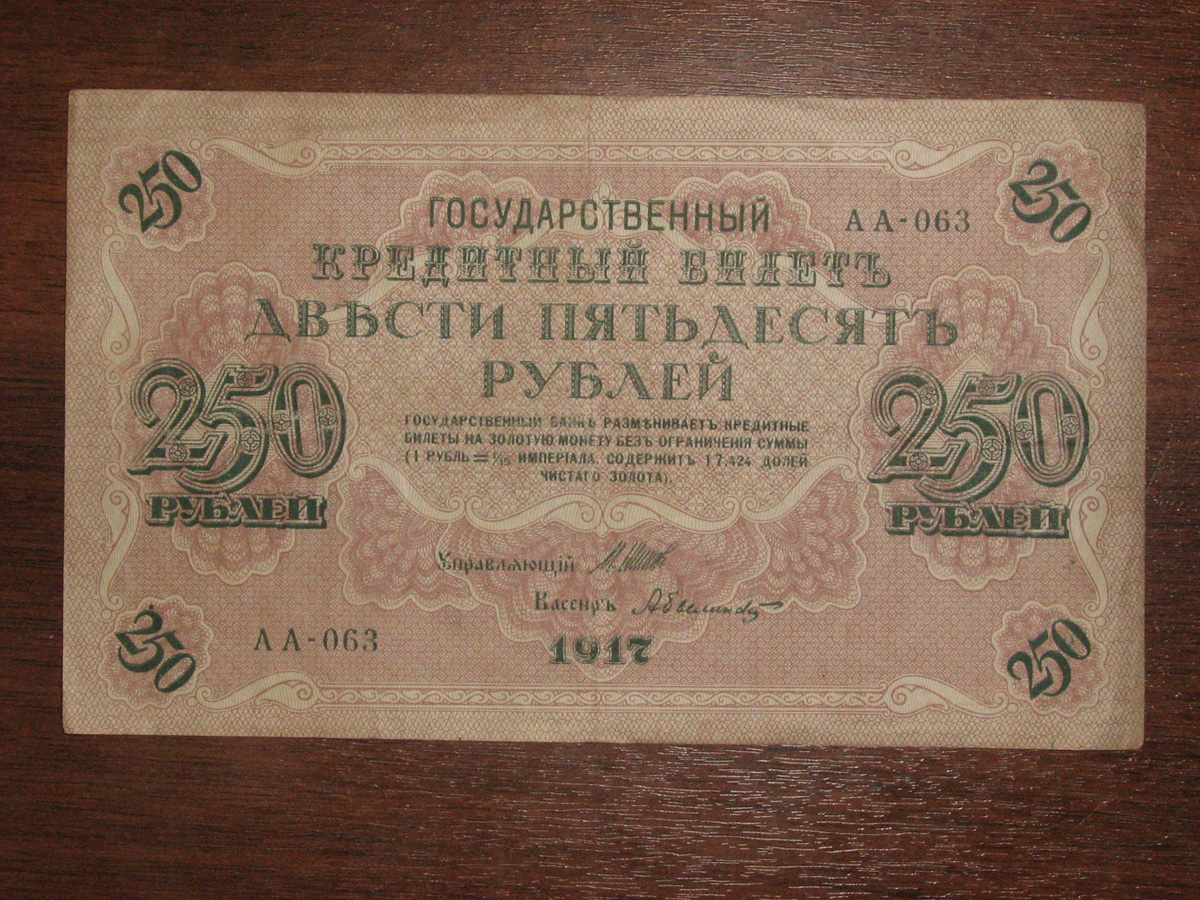 250
250
ГОСУДАРСТВЕННЫЙ
АА-063
КРЕДИТНЫЙ БИЛЕТЪ
ДВѢСТИ ПЯТЬДЕСЯТЪ
РУБЛЕЙ
250
РУБЛЕЙ
250
РУБЛЕЙ
ГОСУДАРСТВЕННЫЙ БАНКЪ РАЗМѢНИВАЕТЪ КРЕДИТНЫЕ
БИЛЕТЫ НА ЗОЛОТУЮ МОНЕТУ БЕЗЪ ОГРАНИЧЕНІЯ СУММЫ
(1 РУБЛЬ = 1/15 ИМПЕРІАЛА, СОДЕРЖИТЪ 17,424 ДОЛЕЙ
ЧИСТАГО ЗОЛОТА).
Управляющій
Кассиръ
АА-063
1917
250
250